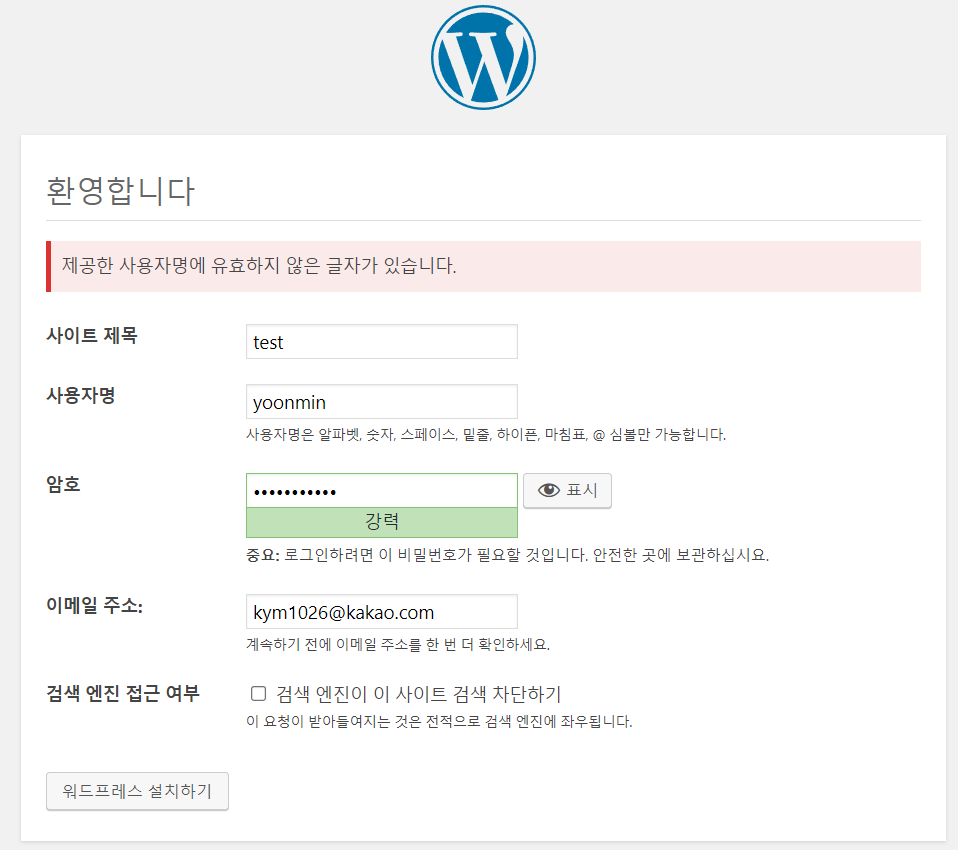 환영합니다
제공한 사용자명에 유효하지 않은 글자가 있습니다.
사이트 제목
test
사용자명
yoonmin
사용자명은 알파벳, 숫자, 스페이스, 밑줄, 하이픈, 마침표, @ 심볼만 가능합니다.
암호
•••••••••••
표시
강력
중요: 로그인하려면 이 비밀번호가 필요할 것입니다. 안전한 곳에 보관하십시요.
이메일 주소:
kym1026@kakao.com
계속하기 전에 이메일 주소를 한 번 더 확인하세요.
검색 엔진 접근 여부
검색 엔진이 이 사이트 검색 차단하기
이 요청이 받아들여지는 것은 전적으로 검색 엔진에 좌우됩니다.
워드프레스 설치하기